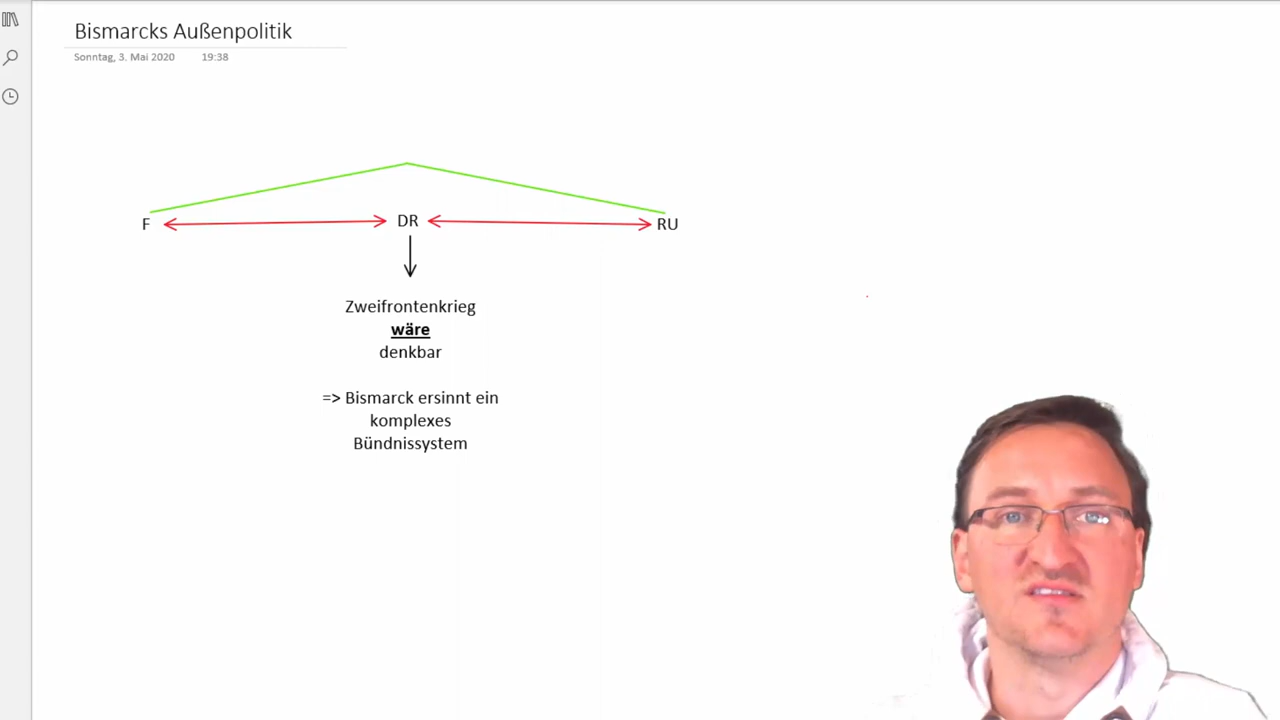 Bismarcks Außenpolitik
Sonntag, 3. Mai 2020 19:38
F DR RU
Zweifrontenkrieg
wäre
denkbar
=> Bismarck ersinnt ein
komplexes
Bündnissystem